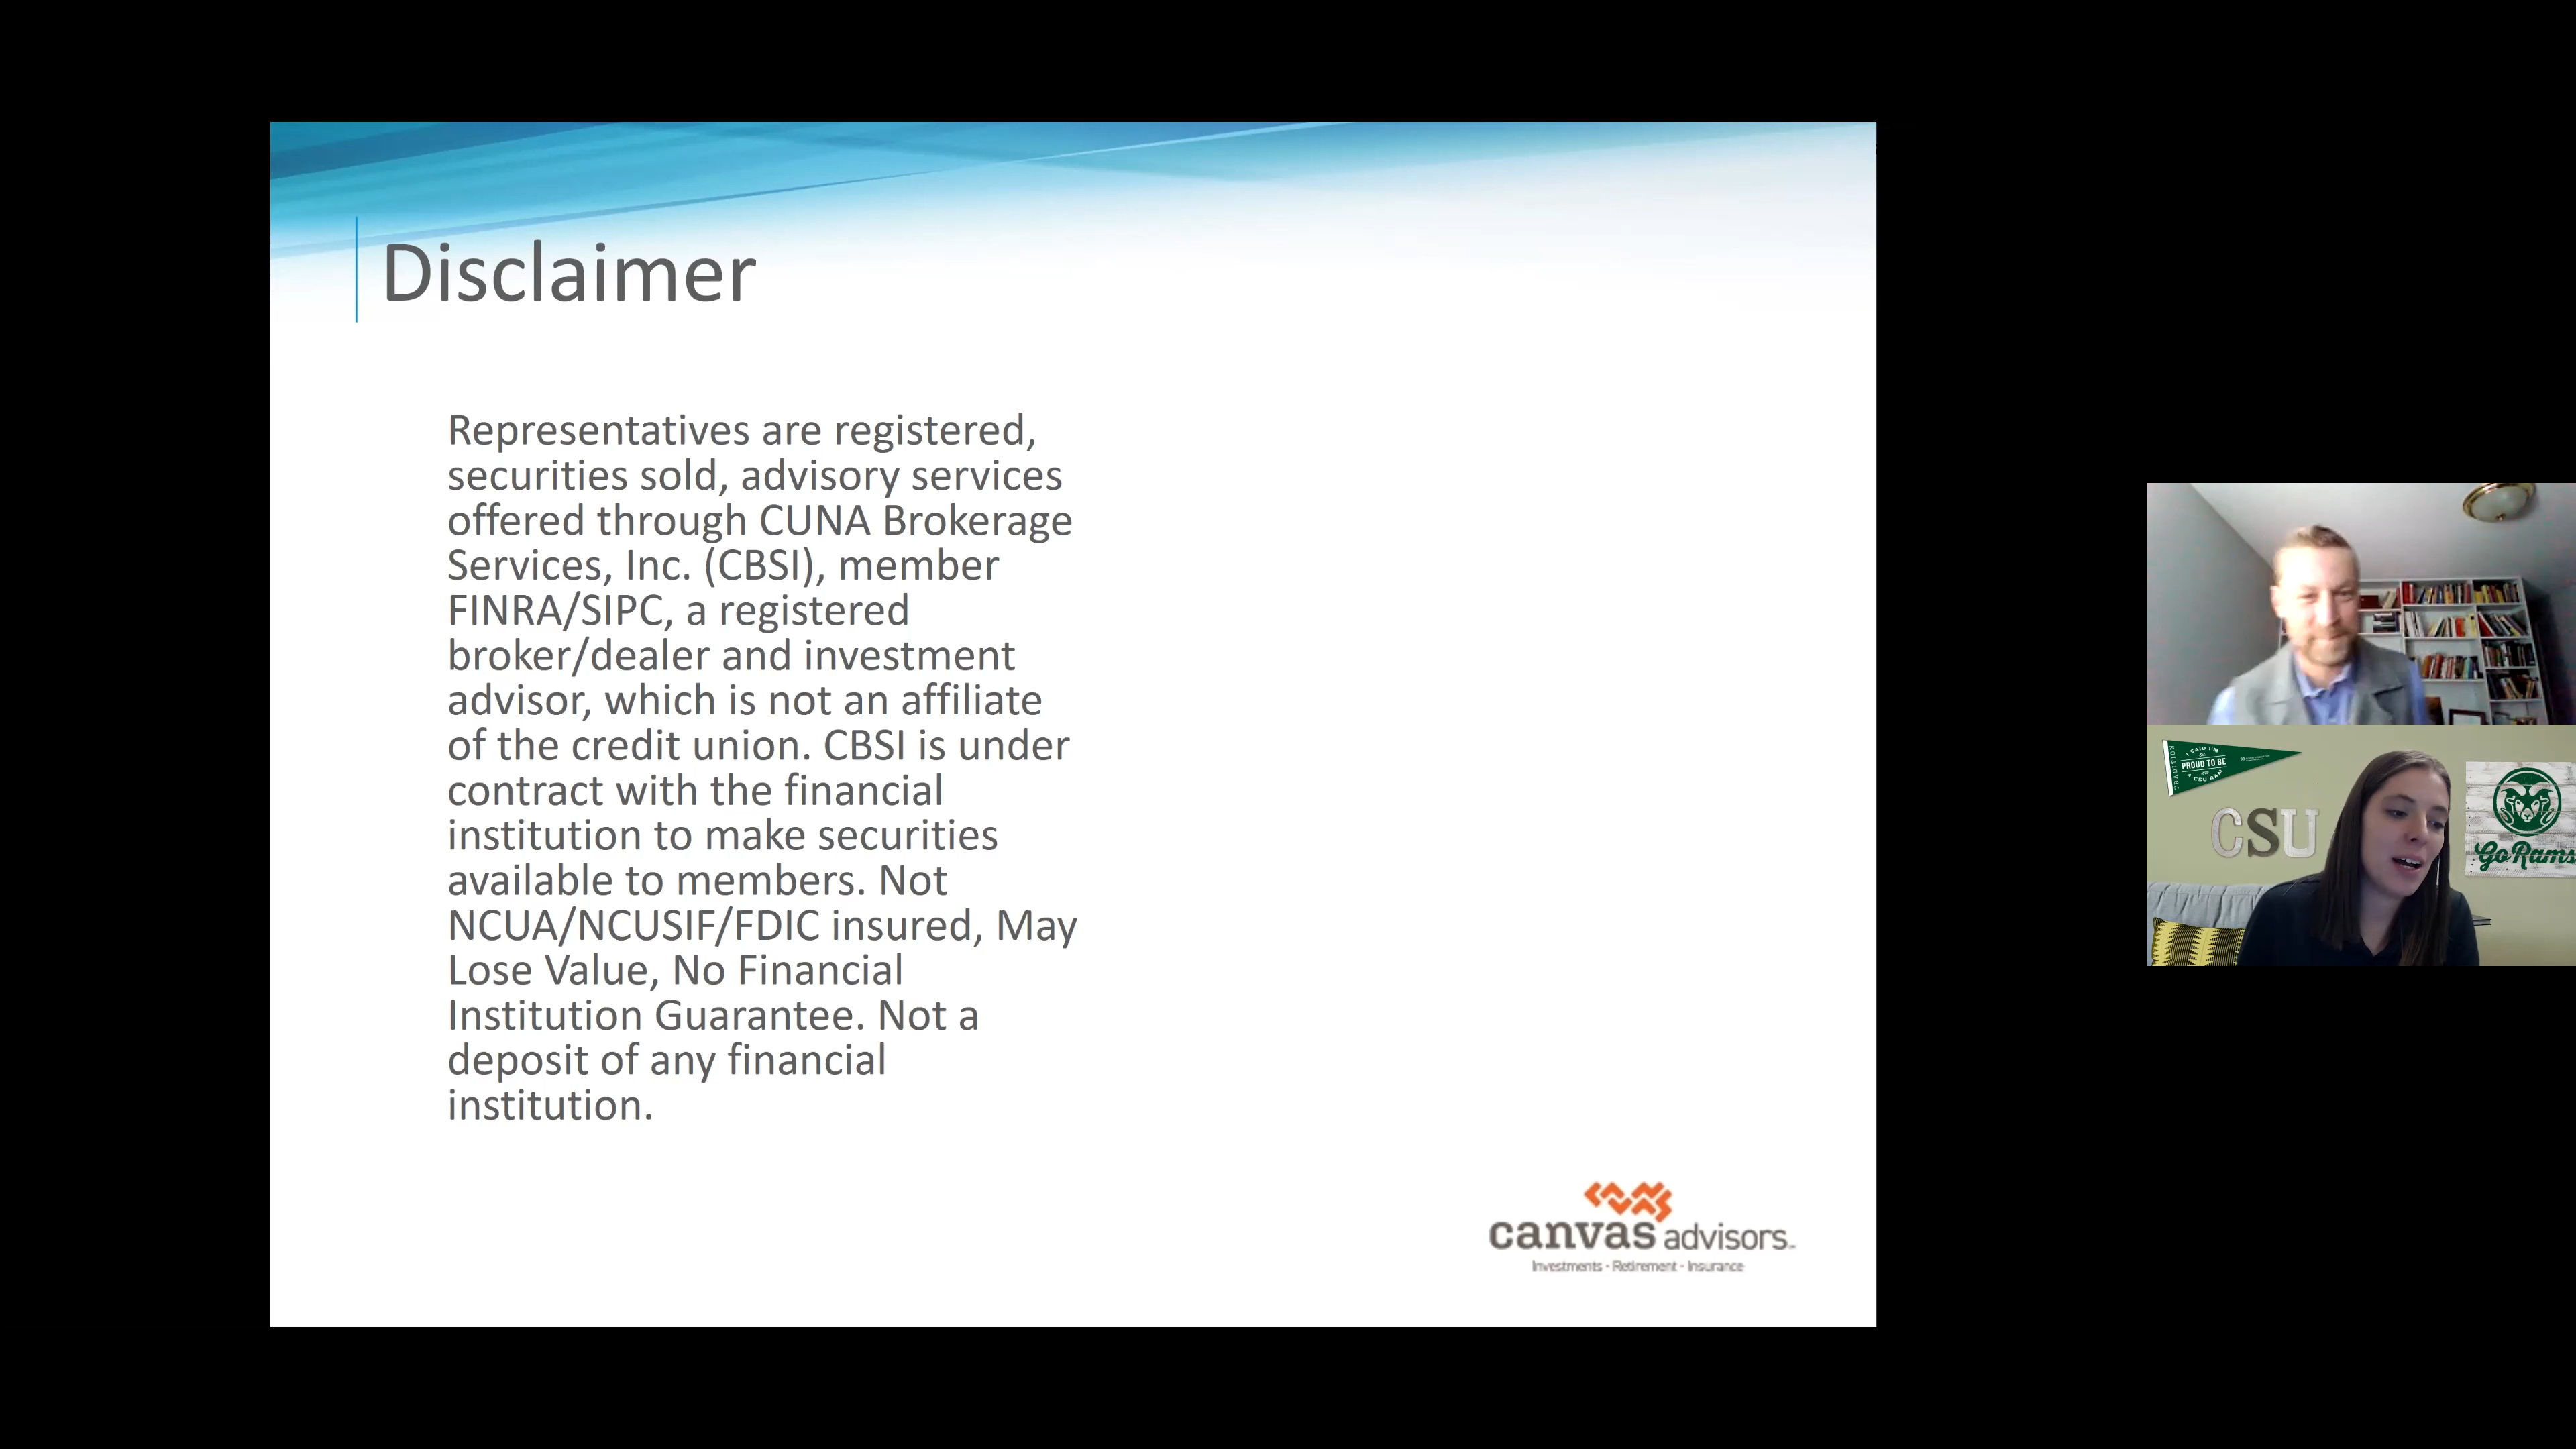 Disclaimer
Representatives are registered,
securities sold, advisory services
offered through CUNA Brokerage
Services, Inc. (CBSI), member
FINRA/SIPC, a registered
broker/dealer and investment
advisor, which is not an affiliate
of the credit union. CBSI is under
contract with the financial
institution to make securities
available to members. Not
NCUA/NCUSIF/FDIC insured, May
Lose Value, No Financial
Institution Guarantee. Not a
deposit of any financial
institution.
canvas advisors
Investments - Retirement - Insurance
TRADITION
I SAID I'M
PROUD TO BE
A CSU RAM
CSU
Go Rams